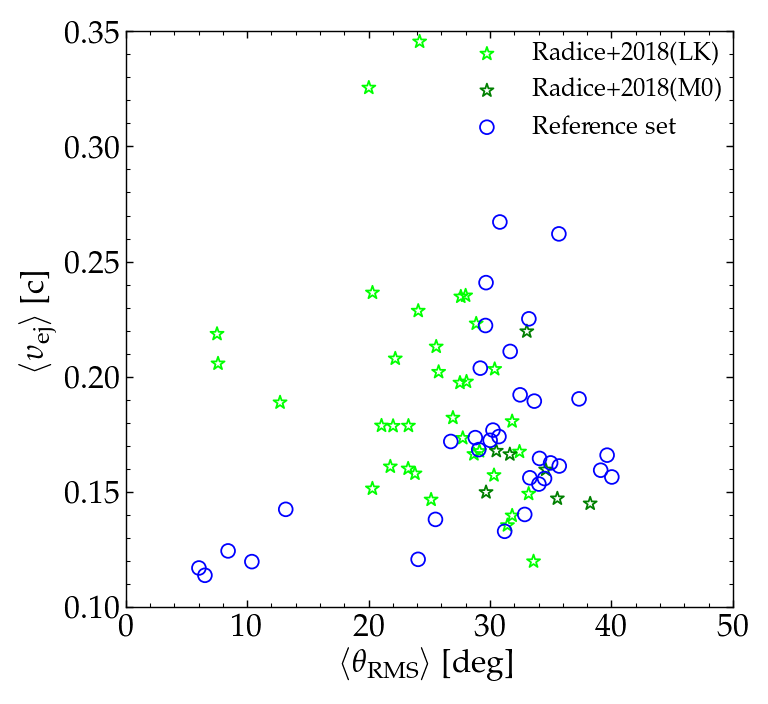 0.35
0.30
0.25
0.20
0.15
0.10
⟨v_ej⟩ [c]
Radice+2018(LK)
Radice+2018(M0)
Reference set
0 10 20 30 40 50
⟨θ_RMS⟩ [deg]